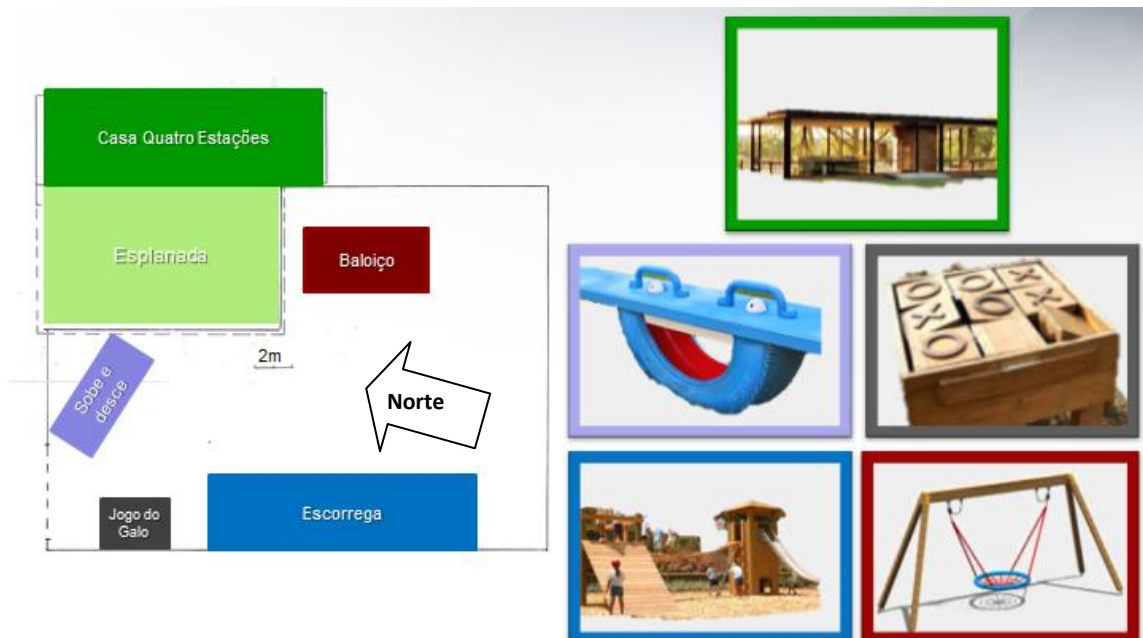 Casa Quatro Estações
Esplanada
Baloiço
Sobe e
desce
2m
Norte
Jogo do
Galo
Escorrega